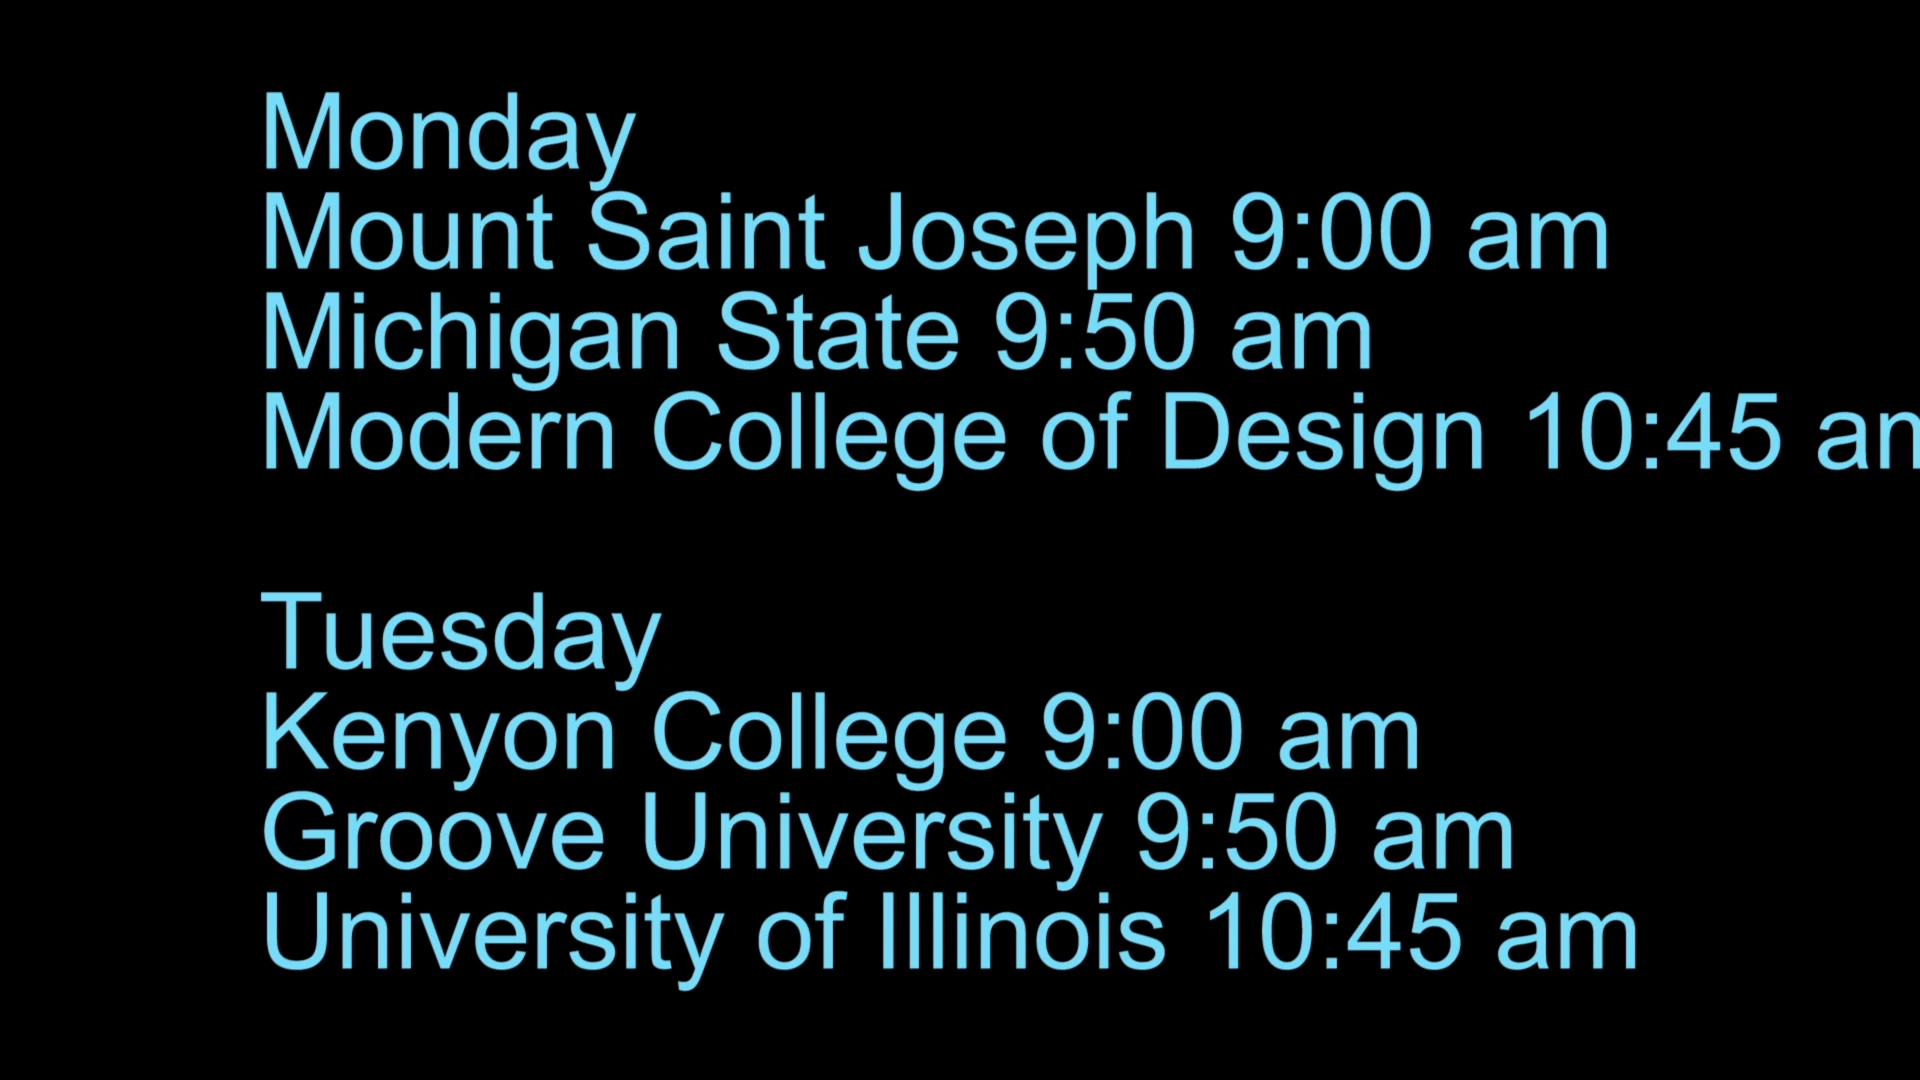 Monday
Mount Saint Joseph 9:00 am
Michigan State 9:50 am
Modern College of Design 10:45 a
Tuesday
Kenyon College 9:00 am
Groove University 9:50 am
University of Illinois 10:45 am